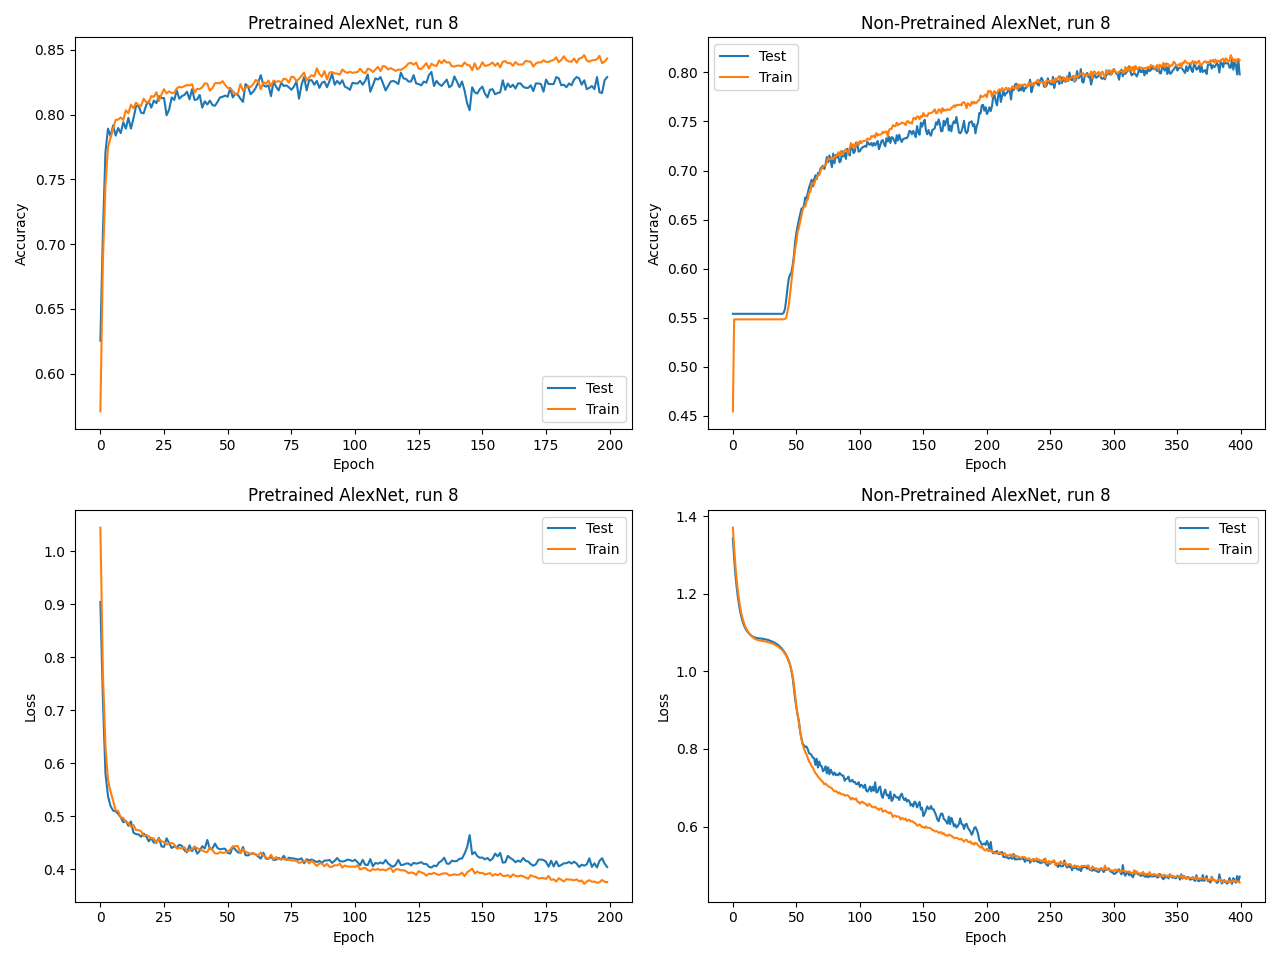 Pretrained AlexNet, run 8
0.85
0.80
0.75
0.70
0.65
0.60
Accuracy
0 25 50 75 100 125 150 175 200
Epoch
Test
Train
Non-Pretrained AlexNet, run 8
0.80
0.75
0.70
0.65
0.60
0.55
0.50
0.45
Accuracy
0 50 100 150 200 250 300 350 400
Epoch
Test
Train
Pretrained AlexNet, run 8
1.0
0.9
0.8
0.7
0.6
0.5
0.4
Loss
0 25 50 75 100 125 150 175 200
Epoch
Test
Train
Non-Pretrained AlexNet, run 8
1.4
1.2
1.0
0.8
0.6
Loss
0 50 100 150 200 250 300 350 400
Epoch
Test
Train